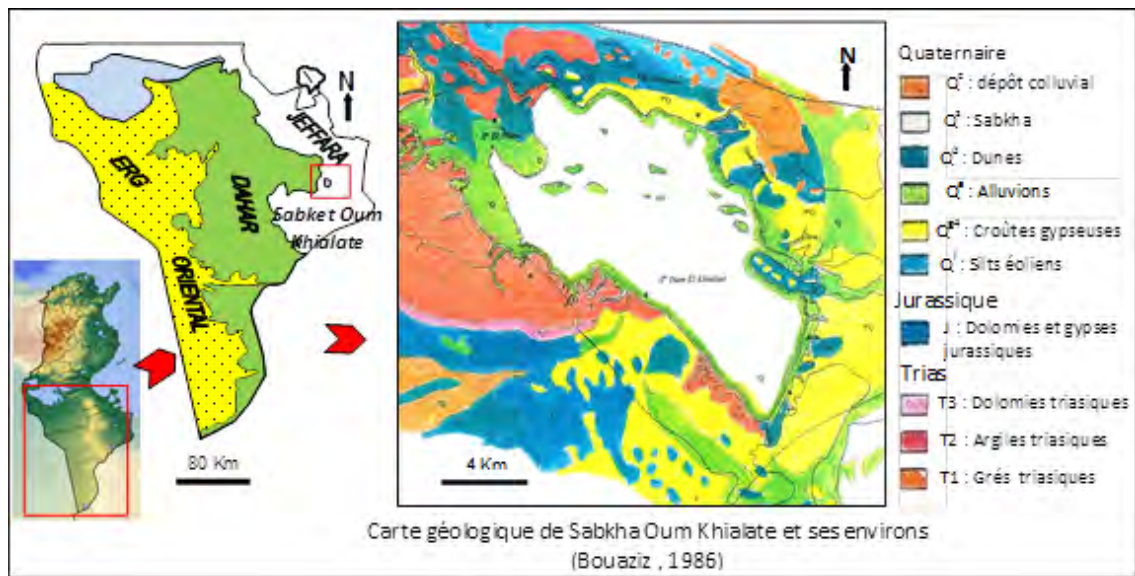 N
JEFFARA
ERG
ORIENTAL
DAHAR
Sabket Oum
Khialate
80 Km
N
4 Km
Quaternaire
: dépôt colluvial
: Sabkha
: Dunes
: Alluvions
: Croûtes gypseuses
: Silts éoliens
Jurassique
J : Dolomies et gypses
jurassiques
Trias
T3 : Dolomies triasiques
T2 : Argiles triasiques
T1 : Grés triasiques
Carte géologique de Sabkha Oum Khialate et ses environs
(Bouaziz , 1986)